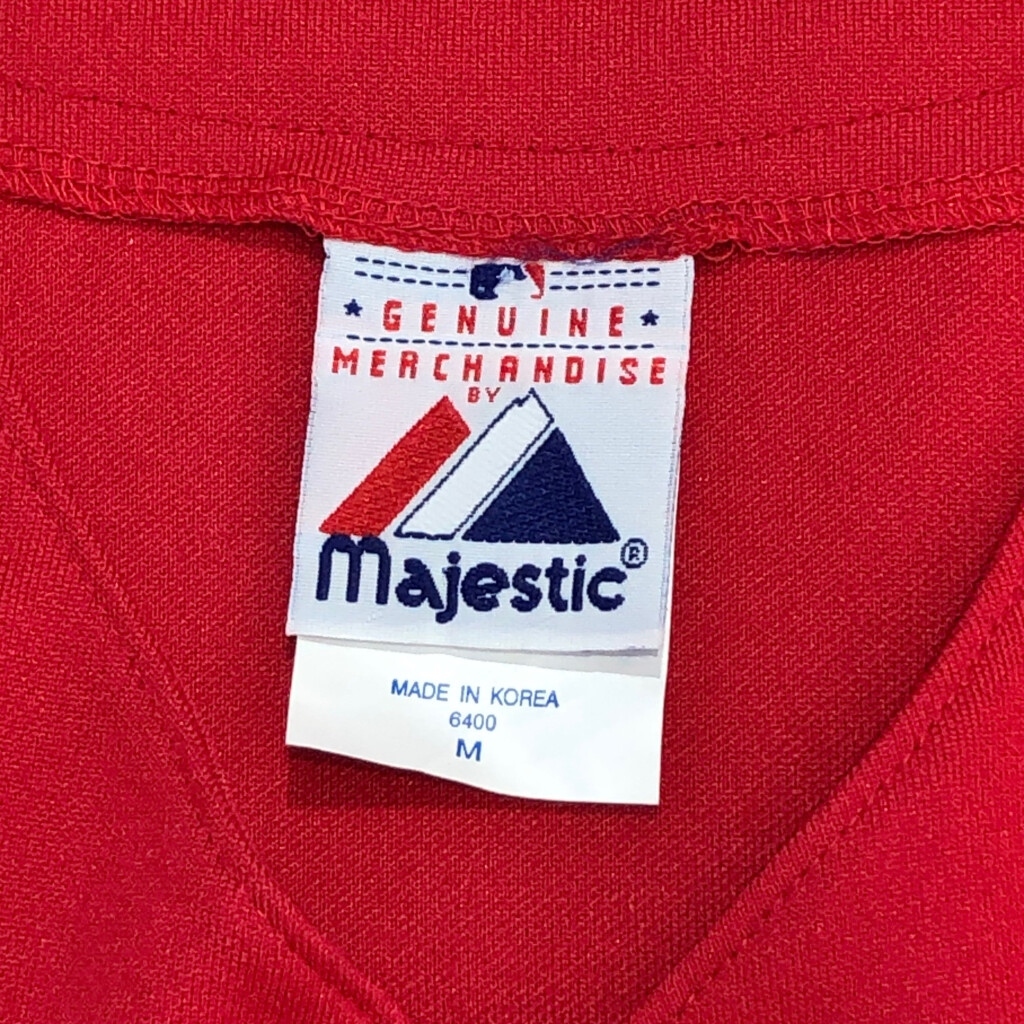 GENUINE
MERCHANDISE
BY
Majestic®
MADE IN KOREA
6400
M